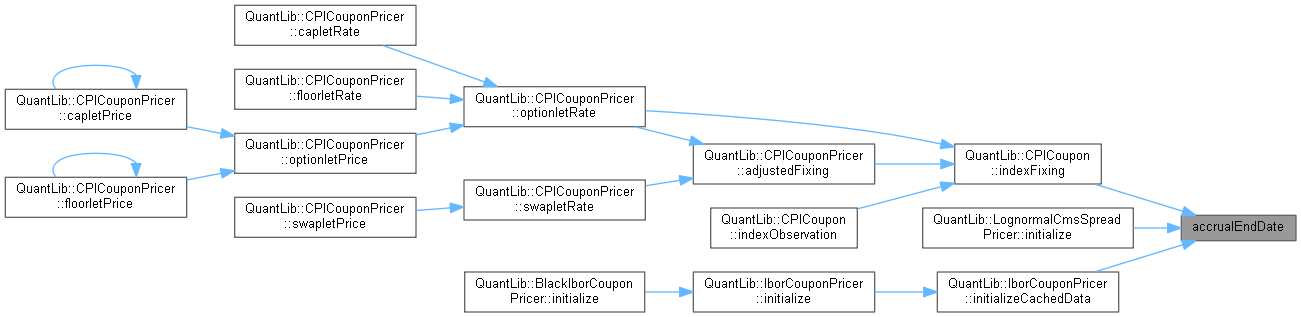 QuantLib::CPICouponPricer
::capletRate
QuantLib::CPICouponPricer
::floorletRate
QuantLib::CPICouponPricer
::capletPrice
QuantLib::CPICouponPricer
::optionletRate
QuantLib::CPICouponPricer
::optionletPrice
QuantLib::CPICouponPricer
::adjustedFixing
QuantLib::CPICoupon
::indexFixing
QuantLib::CPICouponPricer
::floorletPrice
QuantLib::CPICouponPricer
::swapletRate
QuantLib::CPICouponPricer
::swapletPrice
QuantLib::CPICoupon
::indexObservation
QuantLib::LognormalCmsSpread
Pricer::initialize
accrualEndDate
QuantLib::BlackIborCoupon
Pricer::initialize
QuantLib::IborCouponPricer
::initialize
QuantLib::IborCouponPricer
::initializeCachedData